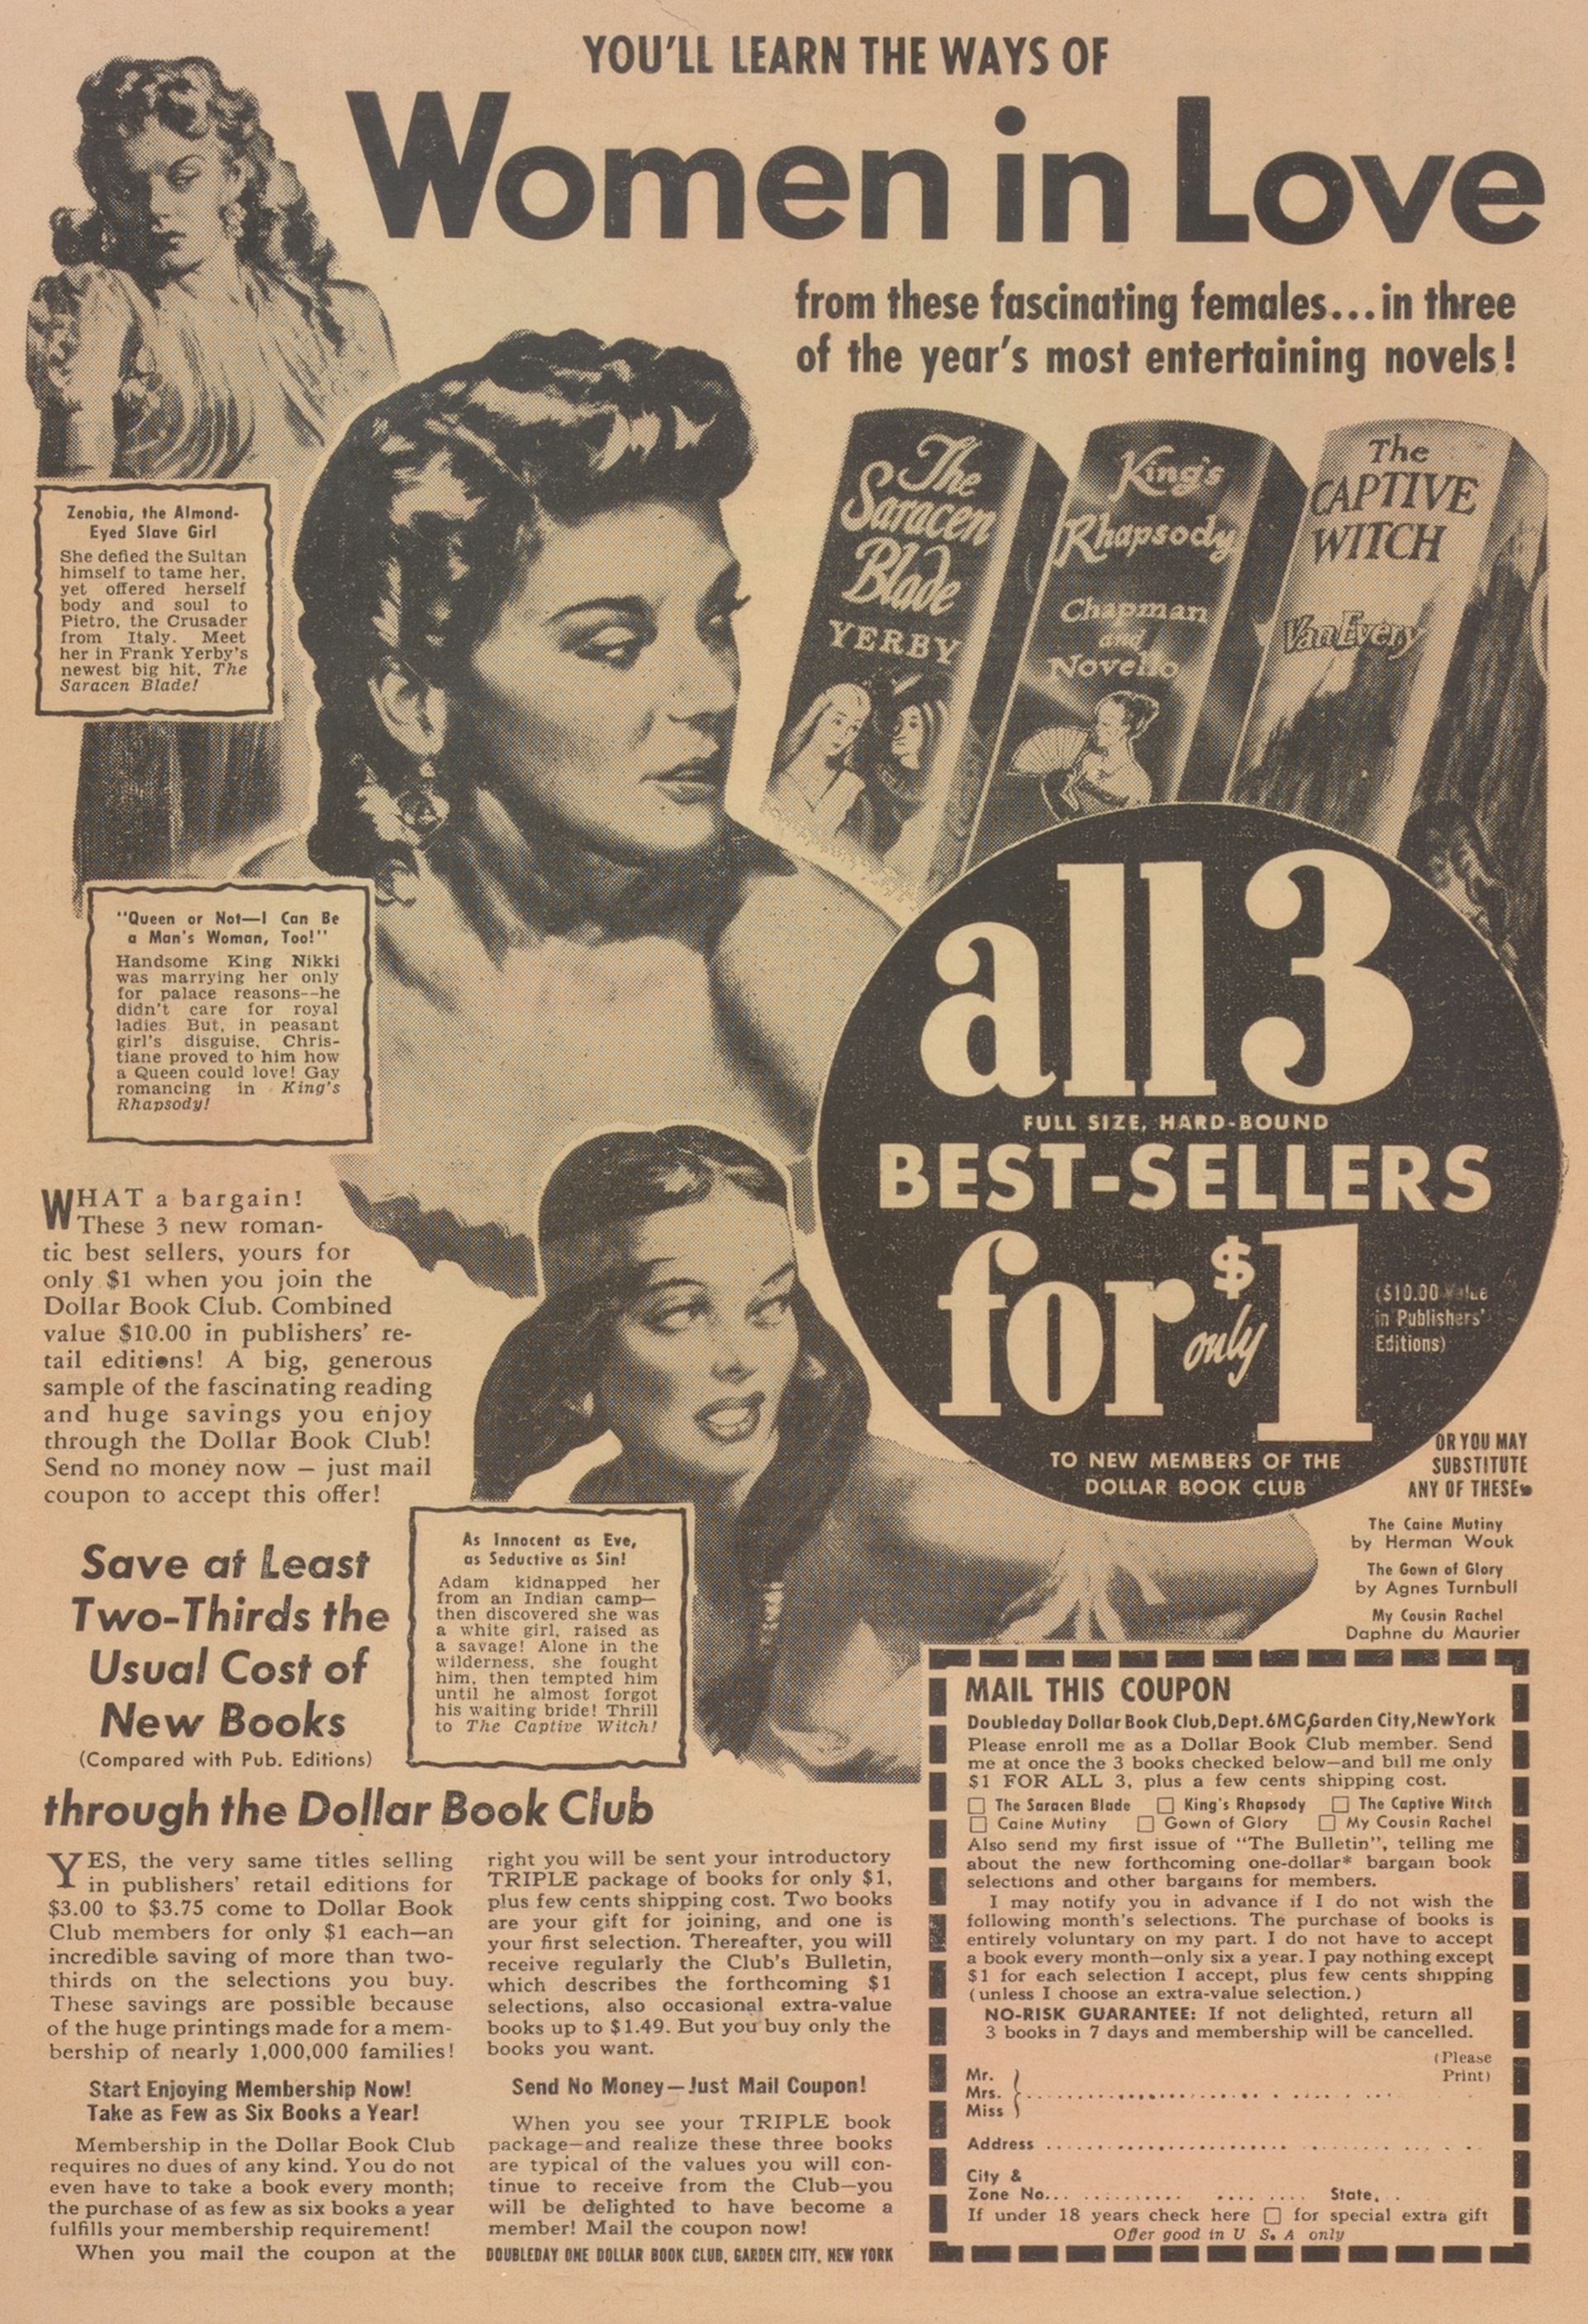 YOU'LL LEARN THE WAYS OF
Women in Love
from these fascinating females...in three
of the year's most entertaining novels!
Zenobia, the Almond-
Eyed Slave Girl
She defied the Sultan
himself to tame her,
yet offered herself
body and soul to
Pietro, the Crusader
from Italy. Meet
her in Frank Yerby's
newest big hit, The
Saracen Blade!
The
Saracen
Blade
YERBY
King's
Rhapsody
Chapman
and
Novello
The
CAPTIVE
WITCH
Van Every
"Queen or Not—I Can Be
a Man's Woman, Too!"
Handsome King Nikki
was marrying her only
for palace reasons--he
didn't care for royal
ladies. But, in peasant
girl's disguise, Chris-
tiane proved to him how
a Queen could love! Gay
romancing in King's
Rhapsody!
all 3
FULL SIZE, HARD-BOUND
BEST-SELLERS
for only $1
($10.00 Value
in Publishers'
Editions)
TO NEW MEMBERS OF THE
DOLLAR BOOK CLUB
OR YOU MAY
SUBSTITUTE
ANY OF THESE
The Caine Mutiny
by Herman Wouk
The Gown of Glory
by Agnes Turnbull
My Cousin Rachel
Daphne du Maurier
WHAT a bargain!
These 3 new roman-
tic best sellers, yours for
only $1 when you join the
Dollar Book Club. Combined
value $10.00 in publishers' re-
tail editions! A big, generous
sample of the fascinating reading
and huge savings you enjoy
through the Dollar Book Club!
Send no money now — just mail
coupon to accept this offer!
As Innocent as Eve,
as Seductive as Sin!
Adam kidnapped her
from an Indian camp—
then discovered she was
a white girl, raised as
a savage! Alone in the
wilderness, she fought
him, then tempted him
until he almost forgot
his waiting bride! Thrill
to The Captive Witch!
Save at Least
Two-Thirds the
Usual Cost of
New Books
(Compared with Pub. Editions)
through the Dollar Book Club
YES, the very same titles selling
in publishers' retail editions for
$3.00 to $3.75 come to Dollar Book
Club members for only $1 each—an
incredible saving of more than two-
thirds on the selections you buy.
These savings are possible because
of the huge printings made for a mem-
bership of nearly 1,000,000 families!
Start Enjoying Membership Now!
Take as Few as Six Books a Year!
Membership in the Dollar Book Club
requires no dues of any kind. You do not
even have to take a book every month;
the purchase of as few as six books a year
fulfills your membership requirement!
When you mail the coupon at the
right you will be sent your introductory
TRIPLE package of books for only $1,
plus few cents shipping cost. Two books
are your gift for joining, and one is
your first selection. Thereafter, you will
receive regularly the Club's Bulletin,
which describes the forthcoming $1
selections, also occasional extra-value
books up to $1.49. But you buy only the
books you want.
Send No Money—Just Mail Coupon!
When you see your TRIPLE book
package—and realize these three books
are typical of the values you will con-
tinue to receive from the Club—you
will be delighted to have become a
member! Mail the coupon now!
DOUBLEDAY ONE DOLLAR BOOK CLUB, GARDEN CITY, NEW YORK
MAIL THIS COUPON
Doubleday Dollar Book Club, Dept. 6MG, Garden City, New York
Please enroll me as a Dollar Book Club member. Send
me at once the 3 books checked below—and bill me only
$1 FOR ALL 3, plus a few cents shipping cost.
☐ The Saracen Blade ☐ King's Rhapsody ☐ The Captive Witch
☐ Caine Mutiny ☐ Gown of Glory ☐ My Cousin Rachel
Also send my first issue of "The Bulletin", telling me
about the new forthcoming one-dollar* bargain book
selections and other bargains for members.
I may notify you in advance if I do not wish the
following month's selections. The purchase of books is
entirely voluntary on my part. I do not have to accept
a book every month—only six a year. I pay nothing except
$1 for each selection I accept, plus few cents shipping
(unless I choose an extra-value selection.)
NO-RISK GUARANTEE: If not delighted, return all
3 books in 7 days and membership will be cancelled.
(Please
Print)
Mr.
Mrs.
Miss
Address
City &
Zone No. State
If under 18 years check here ☐ for special extra gift
Offer good in U. S. A. only